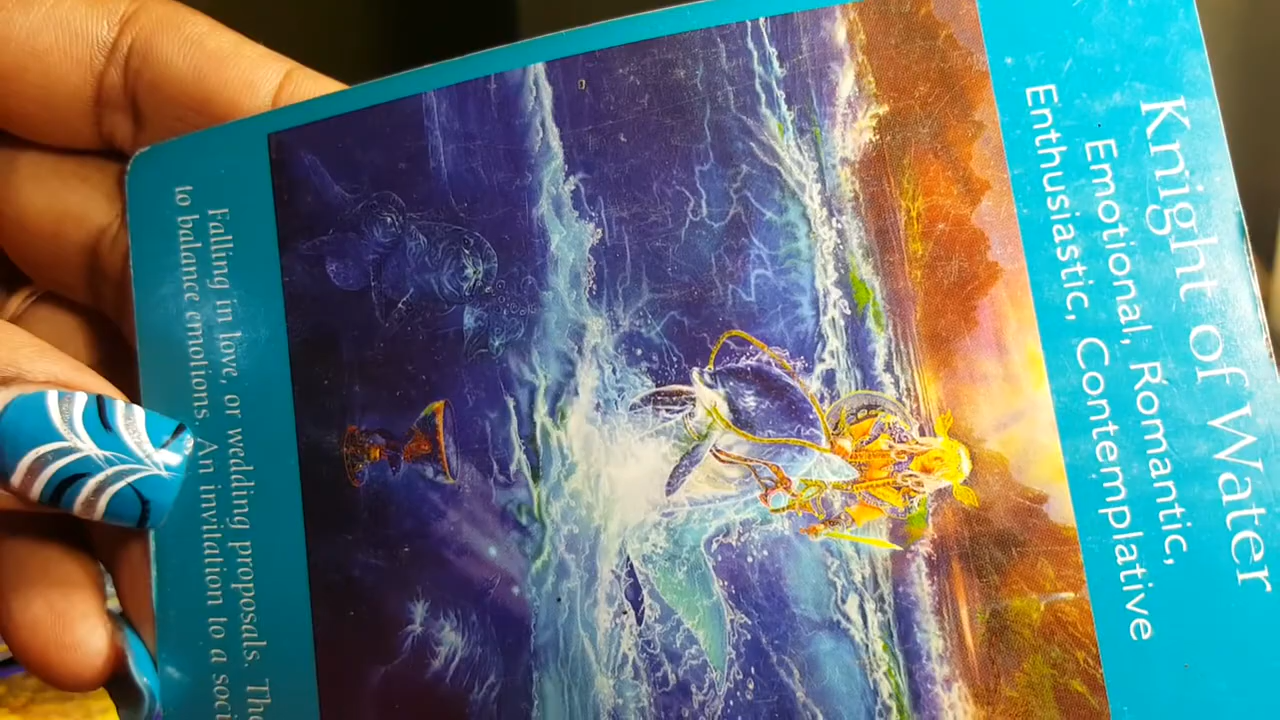 Knight of Water
Emotional, Romantic,
Enthusiastic, Contemplative
Falling in love, or wedding proposals.
to balance emotions. An invitation to a